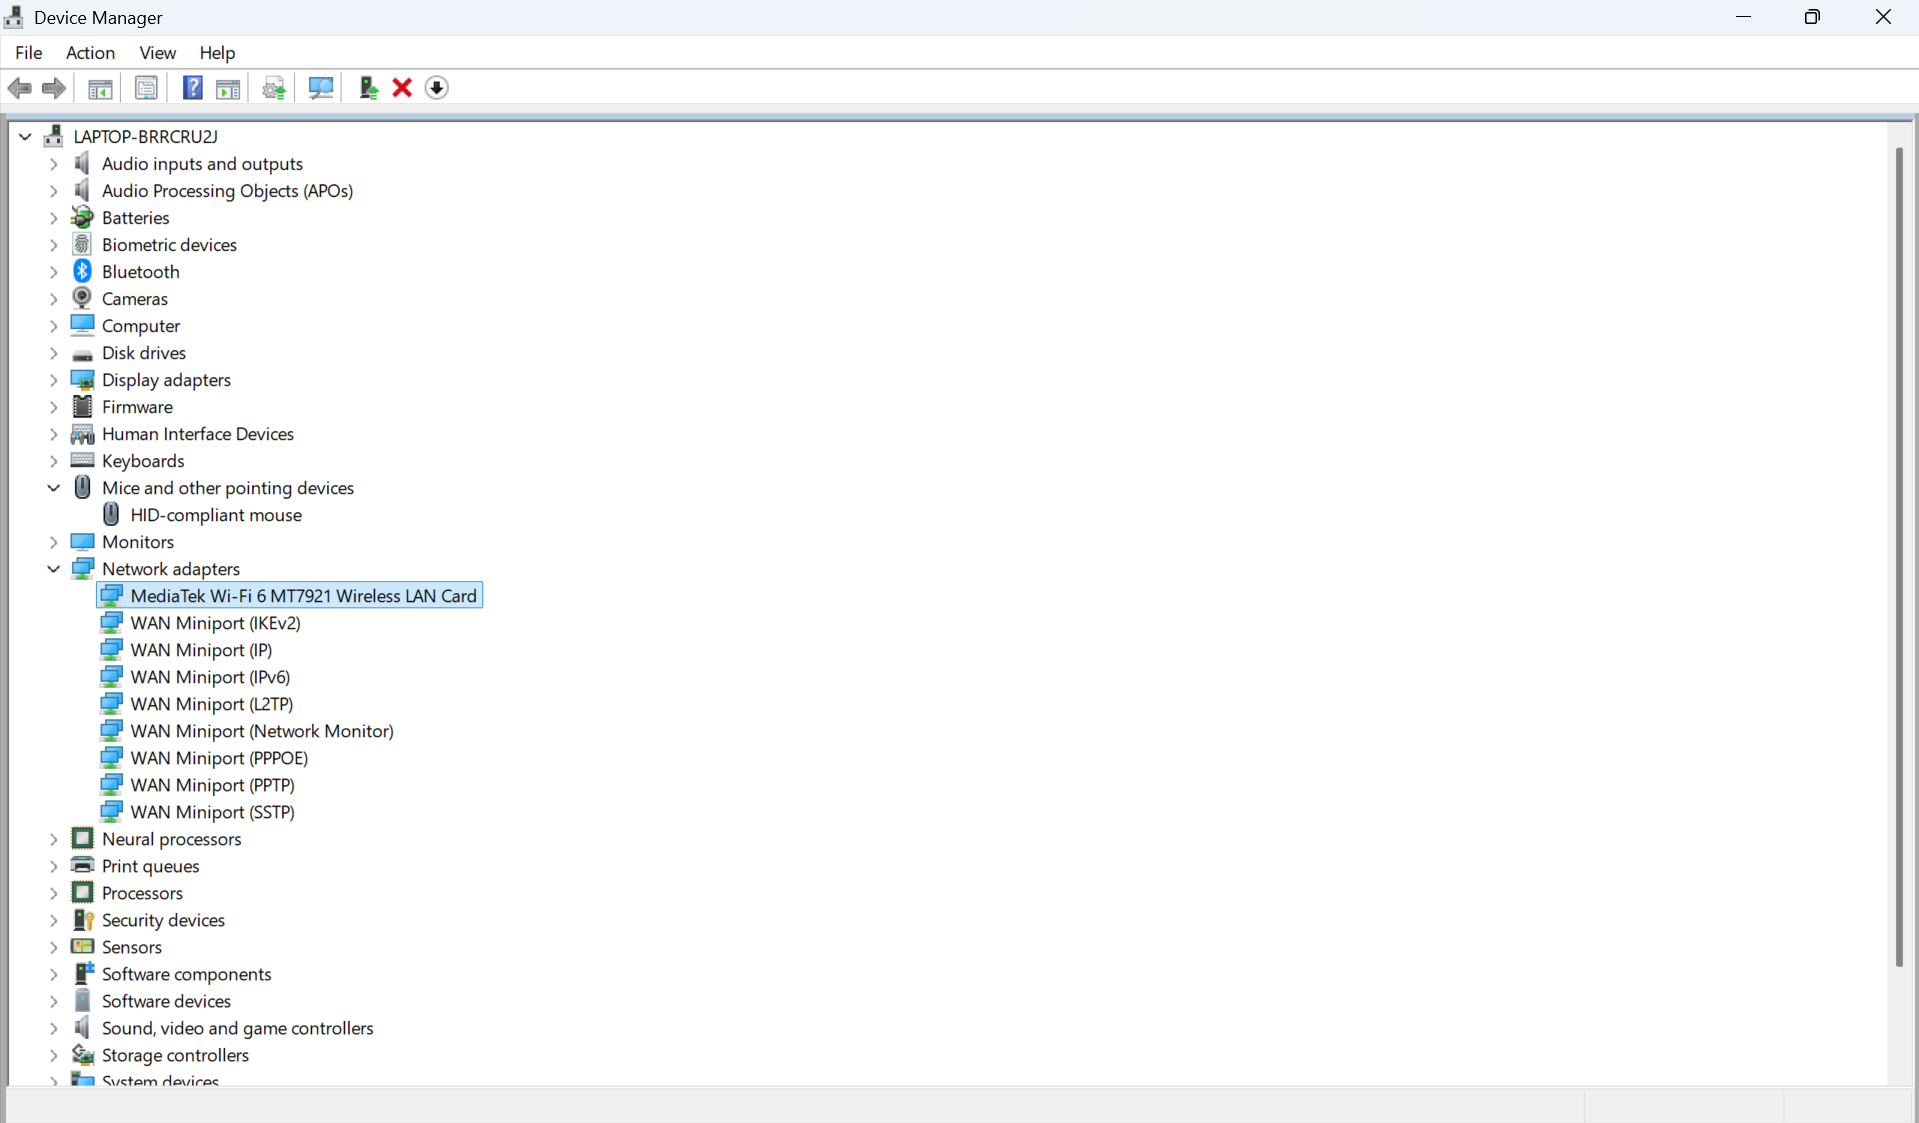 Device Manager
File Action View Help
LAPTOP-BRRCRU2J
Audio inputs and outputs
Audio Processing Objects (APOs)
Batteries
Biometric devices
Bluetooth
Cameras
Computer
Disk drives
Display adapters
Firmware
Human Interface Devices
Keyboards
Mice and other pointing devices
HID-compliant mouse
Monitors
Network adapters
MediaTek Wi-Fi 6 MT7921 Wireless LAN Card
WAN Miniport (IKEv2)
WAN Miniport (IP)
WAN Miniport (IPv6)
WAN Miniport (L2TP)
WAN Miniport (Network Monitor)
WAN Miniport (PPPOE)
WAN Miniport (PPTP)
WAN Miniport (SSTP)
Neural processors
Print queues
Processors
Security devices
Sensors
Software components
Software devices
Sound, video and game controllers
Storage controllers
System devices